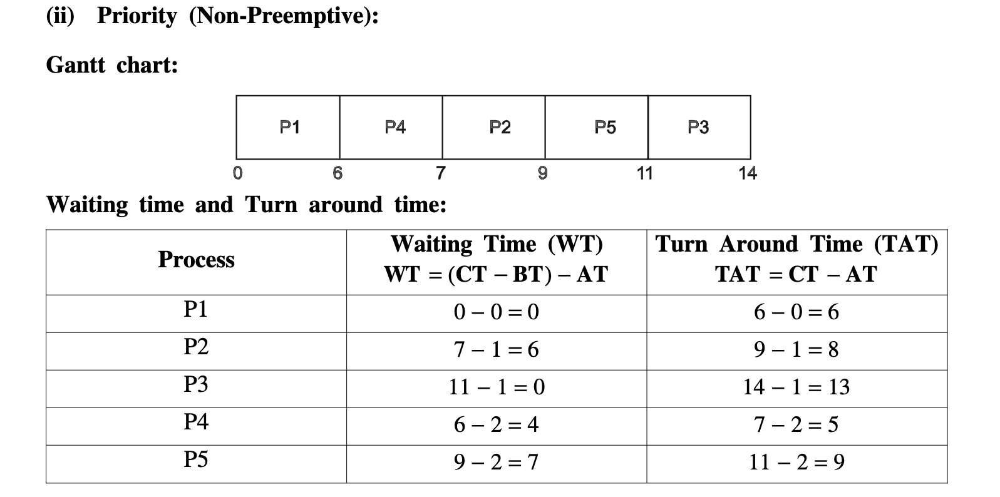 (ii) Priority (Non-Preemptive):
Gantt chart:
P1 P4 P2 P5 P3
0 6 7 9 11 14
Waiting time and Turn around time:
Process Waiting Time (WT) WT = (CT – BT) – AT Turn Around Time (TAT) TAT = CT – AT
P1 0 – 0 = 0 6 – 0 = 6
P2 7 – 1 = 6 9 – 1 = 8
P3 11 – 1 = 0 14 – 1 = 13
P4 6 – 2 = 4 7 – 2 = 5
P5 9 – 2 = 7 11 – 2 = 9